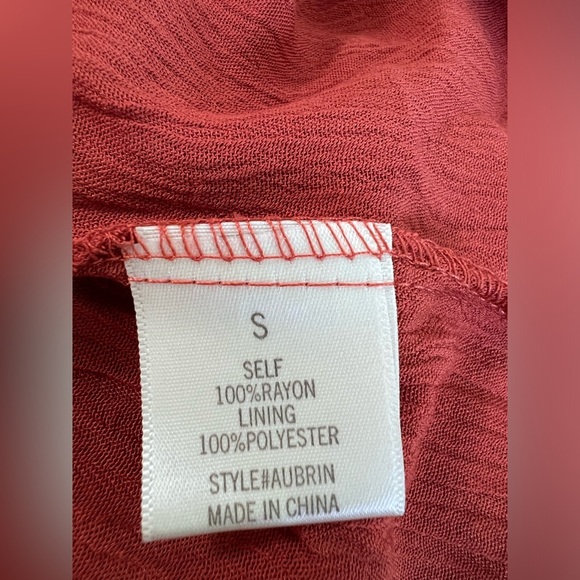 S
SELF
100%RAYON
LINING
100%POLYESTER
STYLE#AUBRIN
MADE IN CHINA